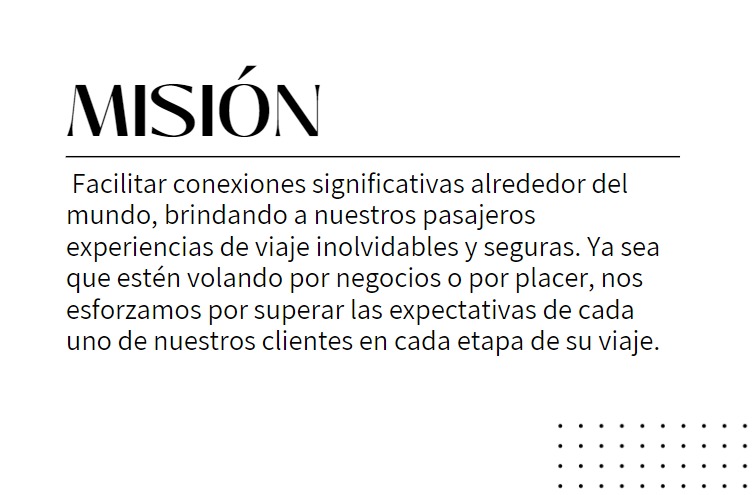 MISIÓN
Facilitar conexiones significativas alrededor del
mundo, brindando a nuestros pasajeros
experiencias de viaje inolvidables y seguras. Ya sea
que estén volando por negocios o por placer, nos
esforzamos por superar las expectativas de cada
uno de nuestros clientes en cada etapa de su viaje.